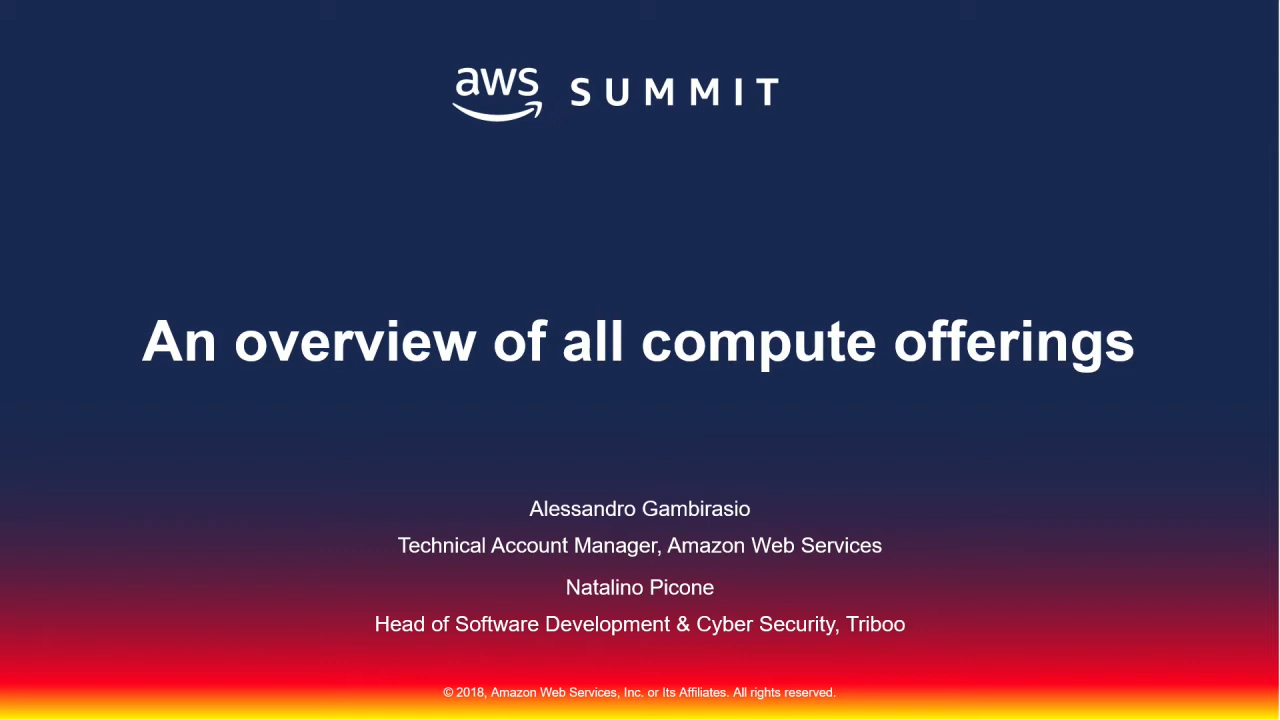 aws SUMMIT
An overview of all compute offerings
Alessandro Gambirasio
Technical Account Manager, Amazon Web Services
Natalino Picone
Head of Software Development & Cyber Security, Triboo
© 2018, Amazon Web Services, Inc. or Its Affiliates. All rights reserved.